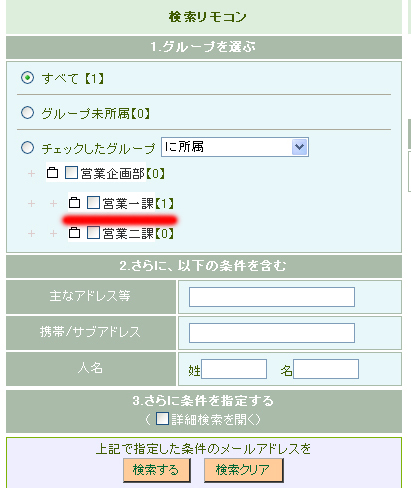 検索リモコン
1.グループを選ぶ
すべて【1】
グループ未所属【0】
チェックしたグループ に所属
+ 営業企画部【0】
+ + 営業一課【1】
+ + 営業二課【0】
2.さらに、以下の条件を含む
主なアドレス等
携帯/サブアドレス
人名 姓 名
3.さらに条件を指定する
( 詳細検索を開く)
上記で指定した条件のメールアドレスを
検索する 検索クリア